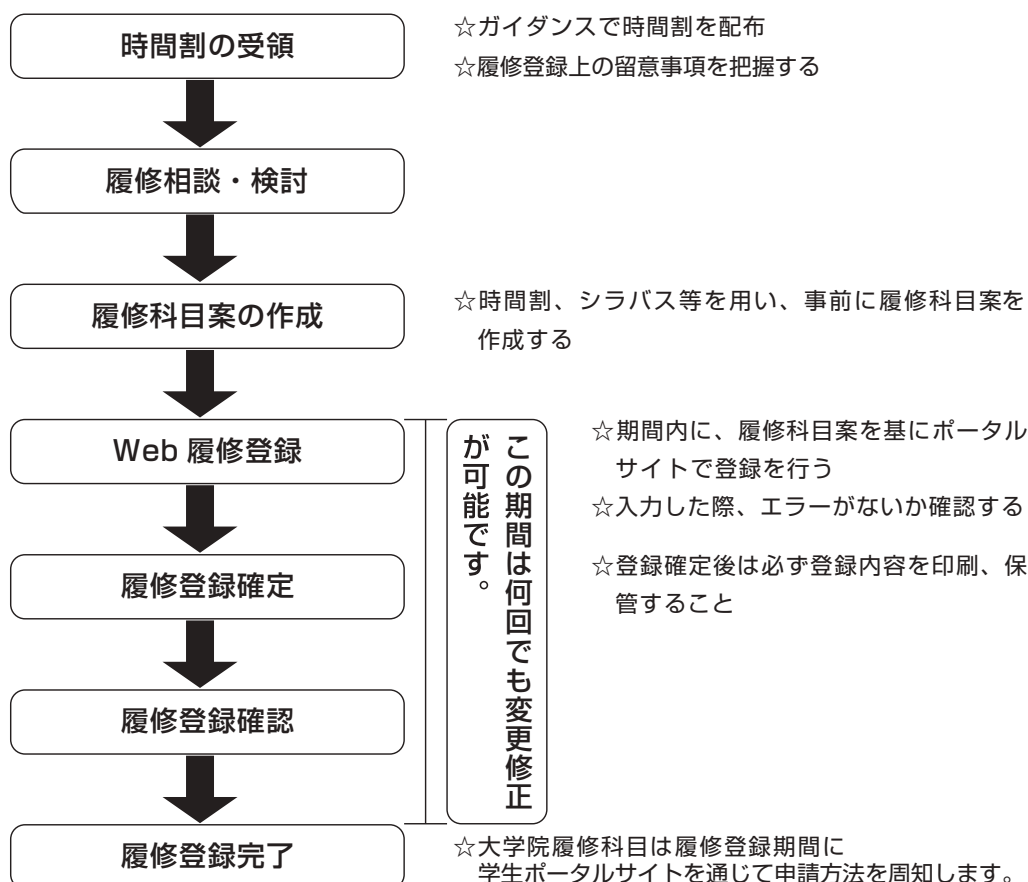 時間割の受領
☆ガイダンスで時間割を配布
☆履修登録上の留意事項を把握する
履修相談・検討
履修科目案の作成
☆時間割、シラバス等を用い、事前に履修科目案を
作成する
Web 履修登録
この期間は何回でも変更修正
が可能です。
☆期間内に、履修科目案を基にポータル
サイトで登録を行う
☆入力した際、エラーがないか確認する
履修登録確定
☆登録確定後は必ず登録内容を印刷、保
管すること
履修登録確認
履修登録完了
☆大学院履修科目は履修登録期間に
学生ポータルサイトを通じて申請方法を周知します。